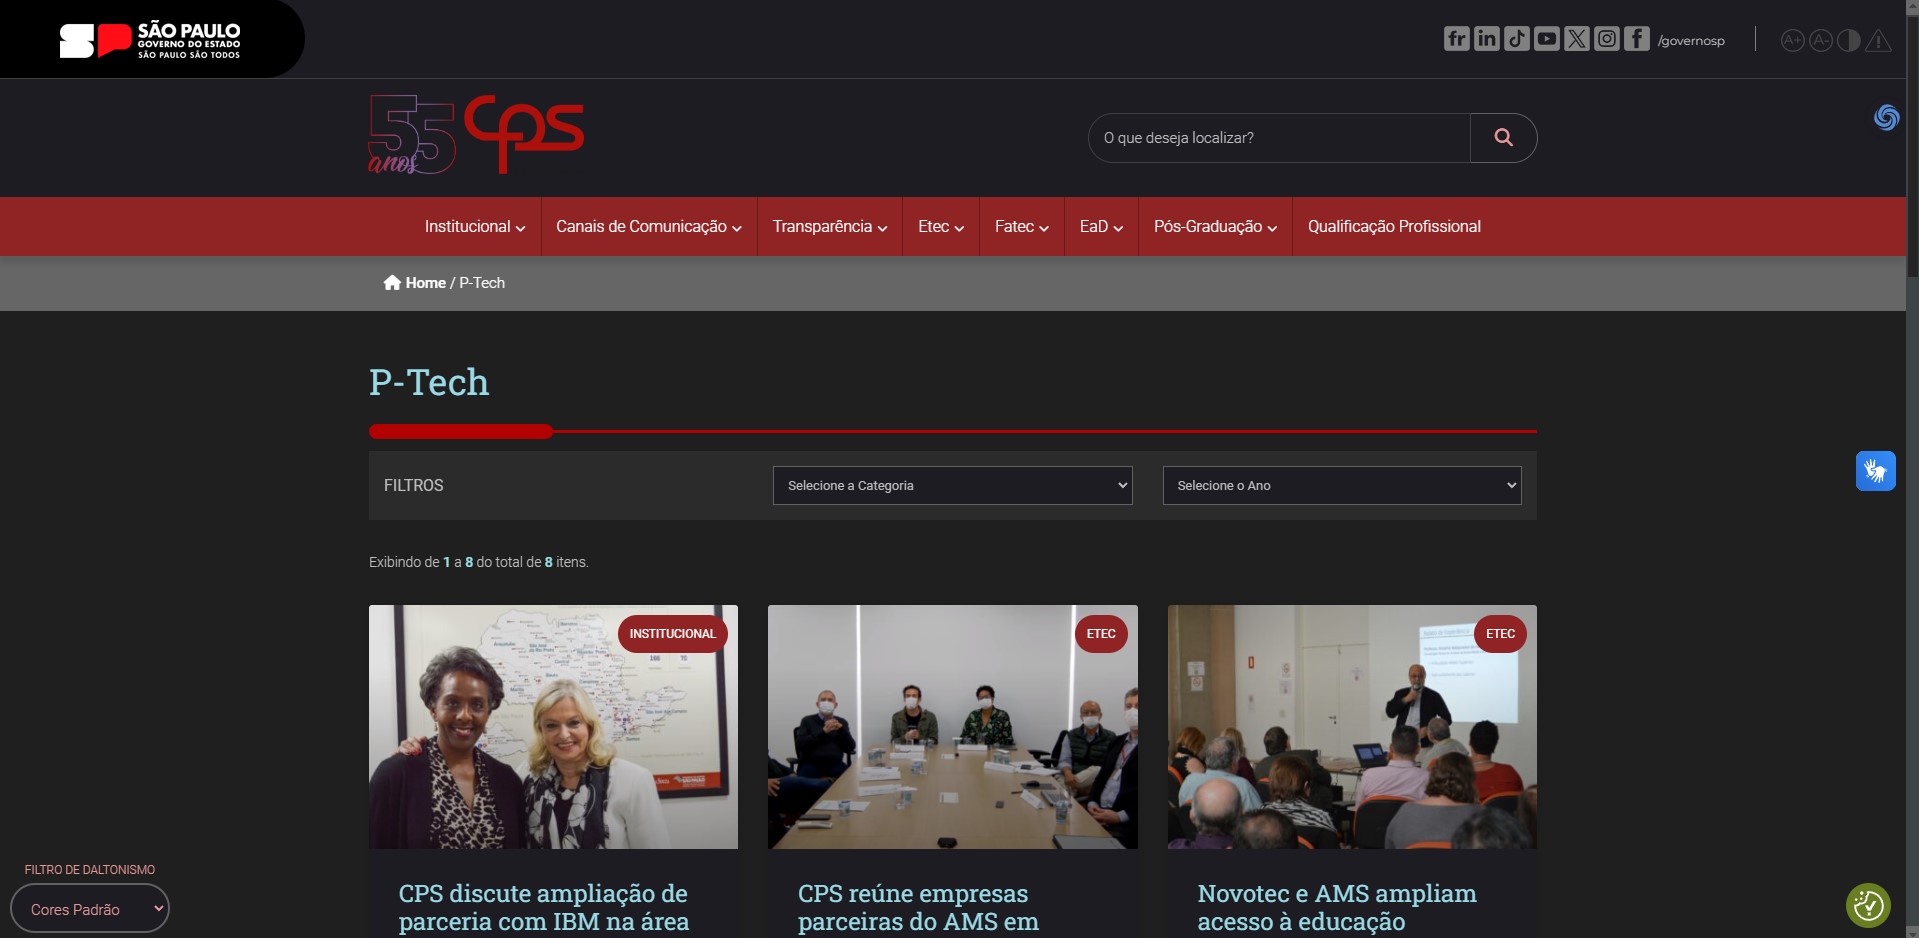 SÃO PAULO
GOVERNO DO ESTADO
SÃO PAULO SÃO TODOS
/governosp
A+ A-
55 anos cps
O que deseja localizar?
Institucional
Canais de Comunicação
Transparência
Etec
Fatec
EaD
Pós-Graduação
Qualificação Profissional
Home / P-Tech
P-Tech
FILTROS
Selecione a Categoria
Selecione o Ano
Exibindo de 1 a 8 do total de 8 itens.
INSTITUCIONAL
ETEC
ETEC
CPS discute ampliação de
parceria com IBM na área
CPS reúne empresas
parceiras do AMS em
Novotec e AMS ampliam
acesso à educação
FILTRO DE DALTONISMO
Cores Padrão